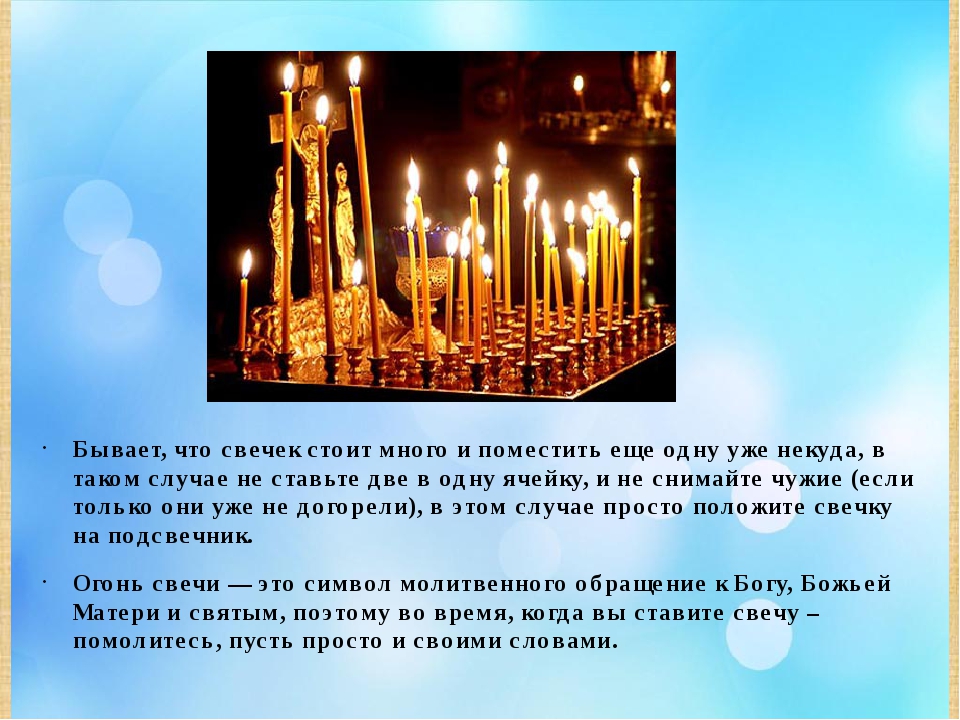 Бывает, что свечек стоит много и поместить еще одну уже некуда, в
таком случае не ставьте две в одну ячейку, и не снимайте чужие (если
только они уже не догорели), в этом случае просто положите свечку
на подсвечник.
Огонь свечи — это символ молитвенного обращение к Богу, Божьей
Матери и святым, поэтому во время, когда вы ставите свечу –
помолитесь, пусть просто и своими словами.